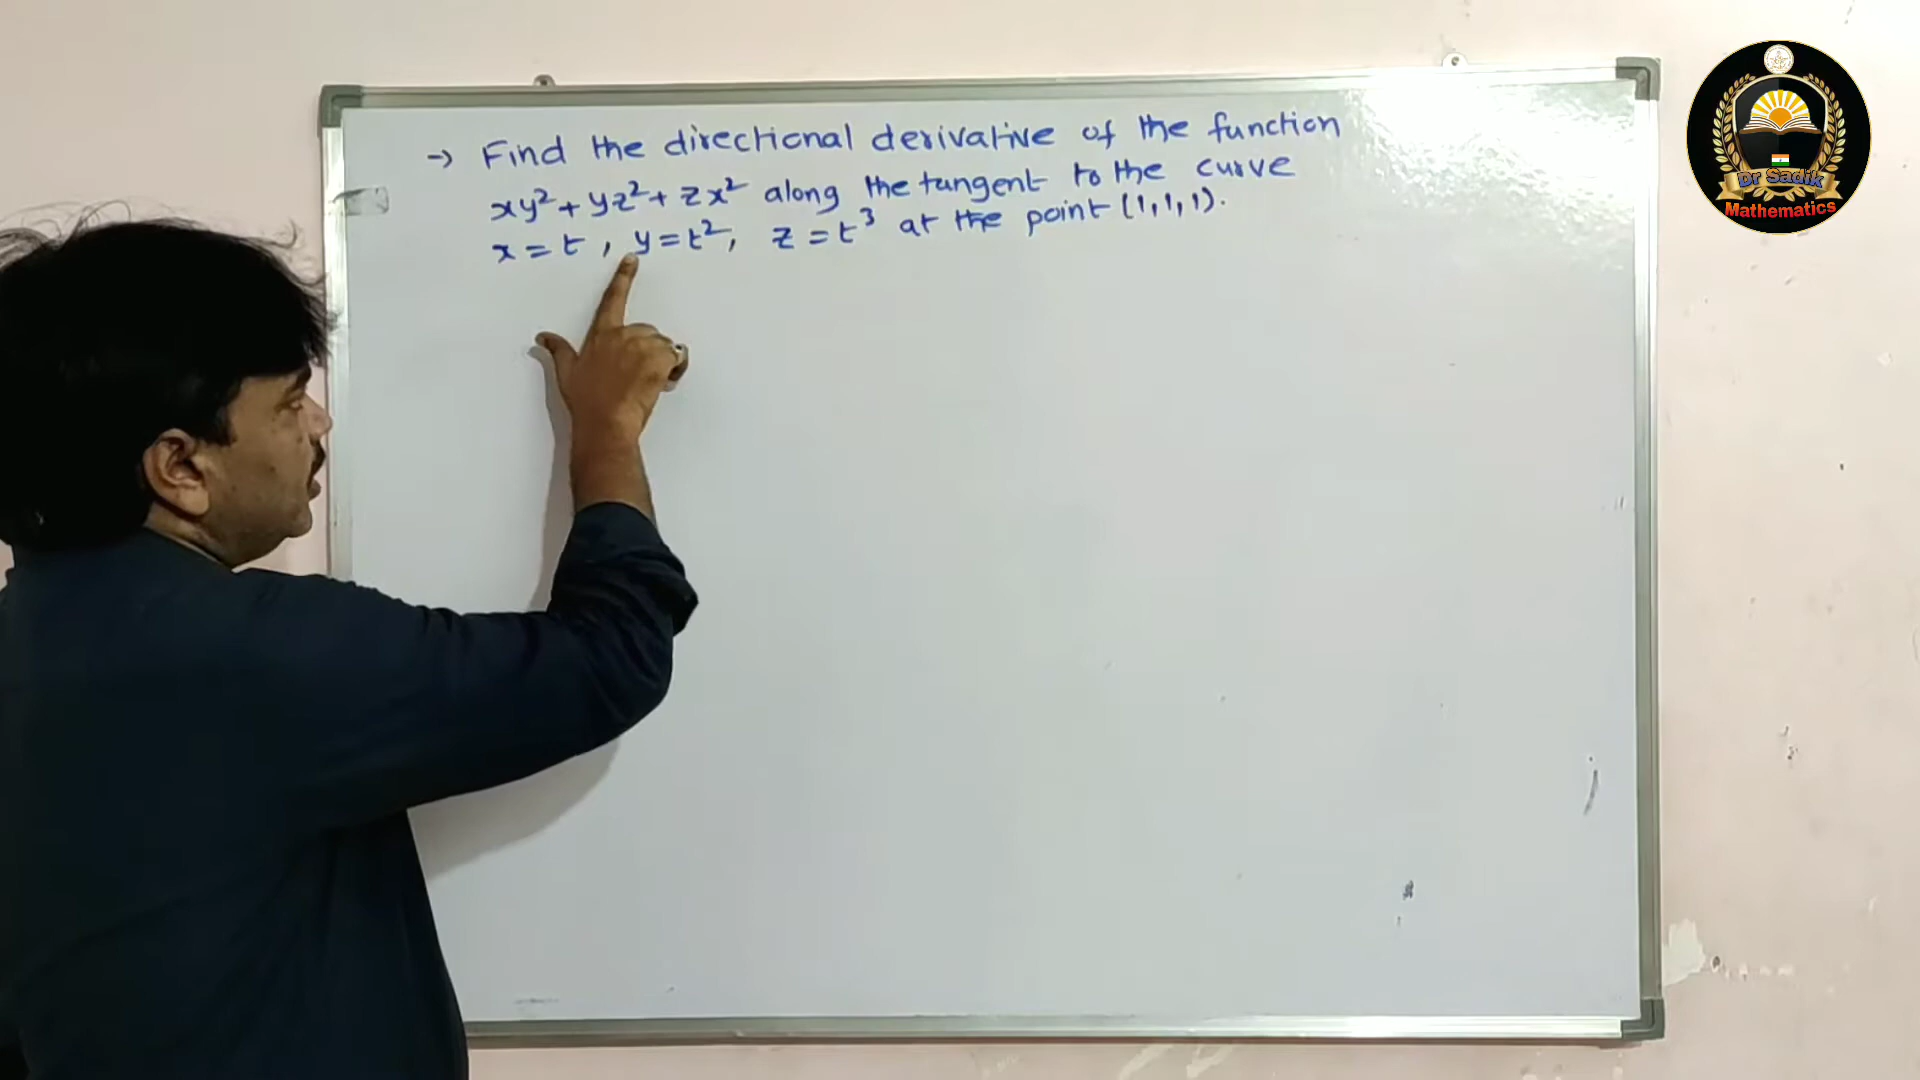 -> Find the directional derivative of the function
xy²+yz²+zx² along the tangent to the curve
x=t, y=t², z=t³ at the point (1,1,1).
Dr Sadik
Mathematics